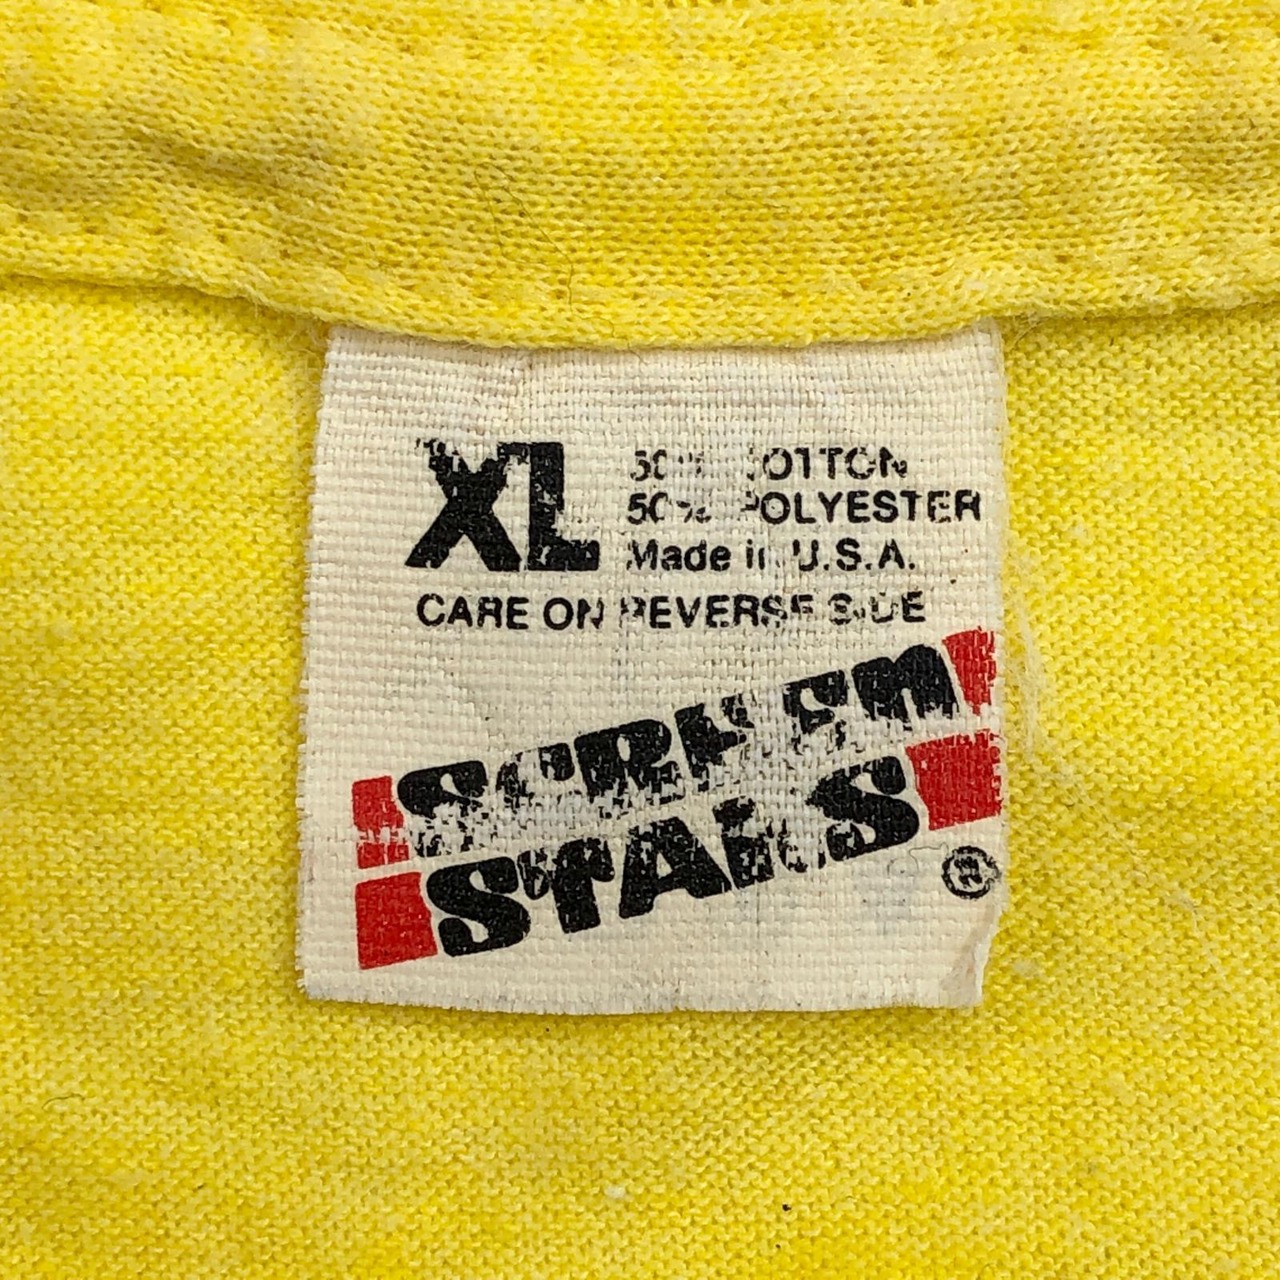 XL
50% COTTON
50% POLYESTER
Made in U.S.A.
CARE ON REVERSE SIDE
SCREEN
STARS
®